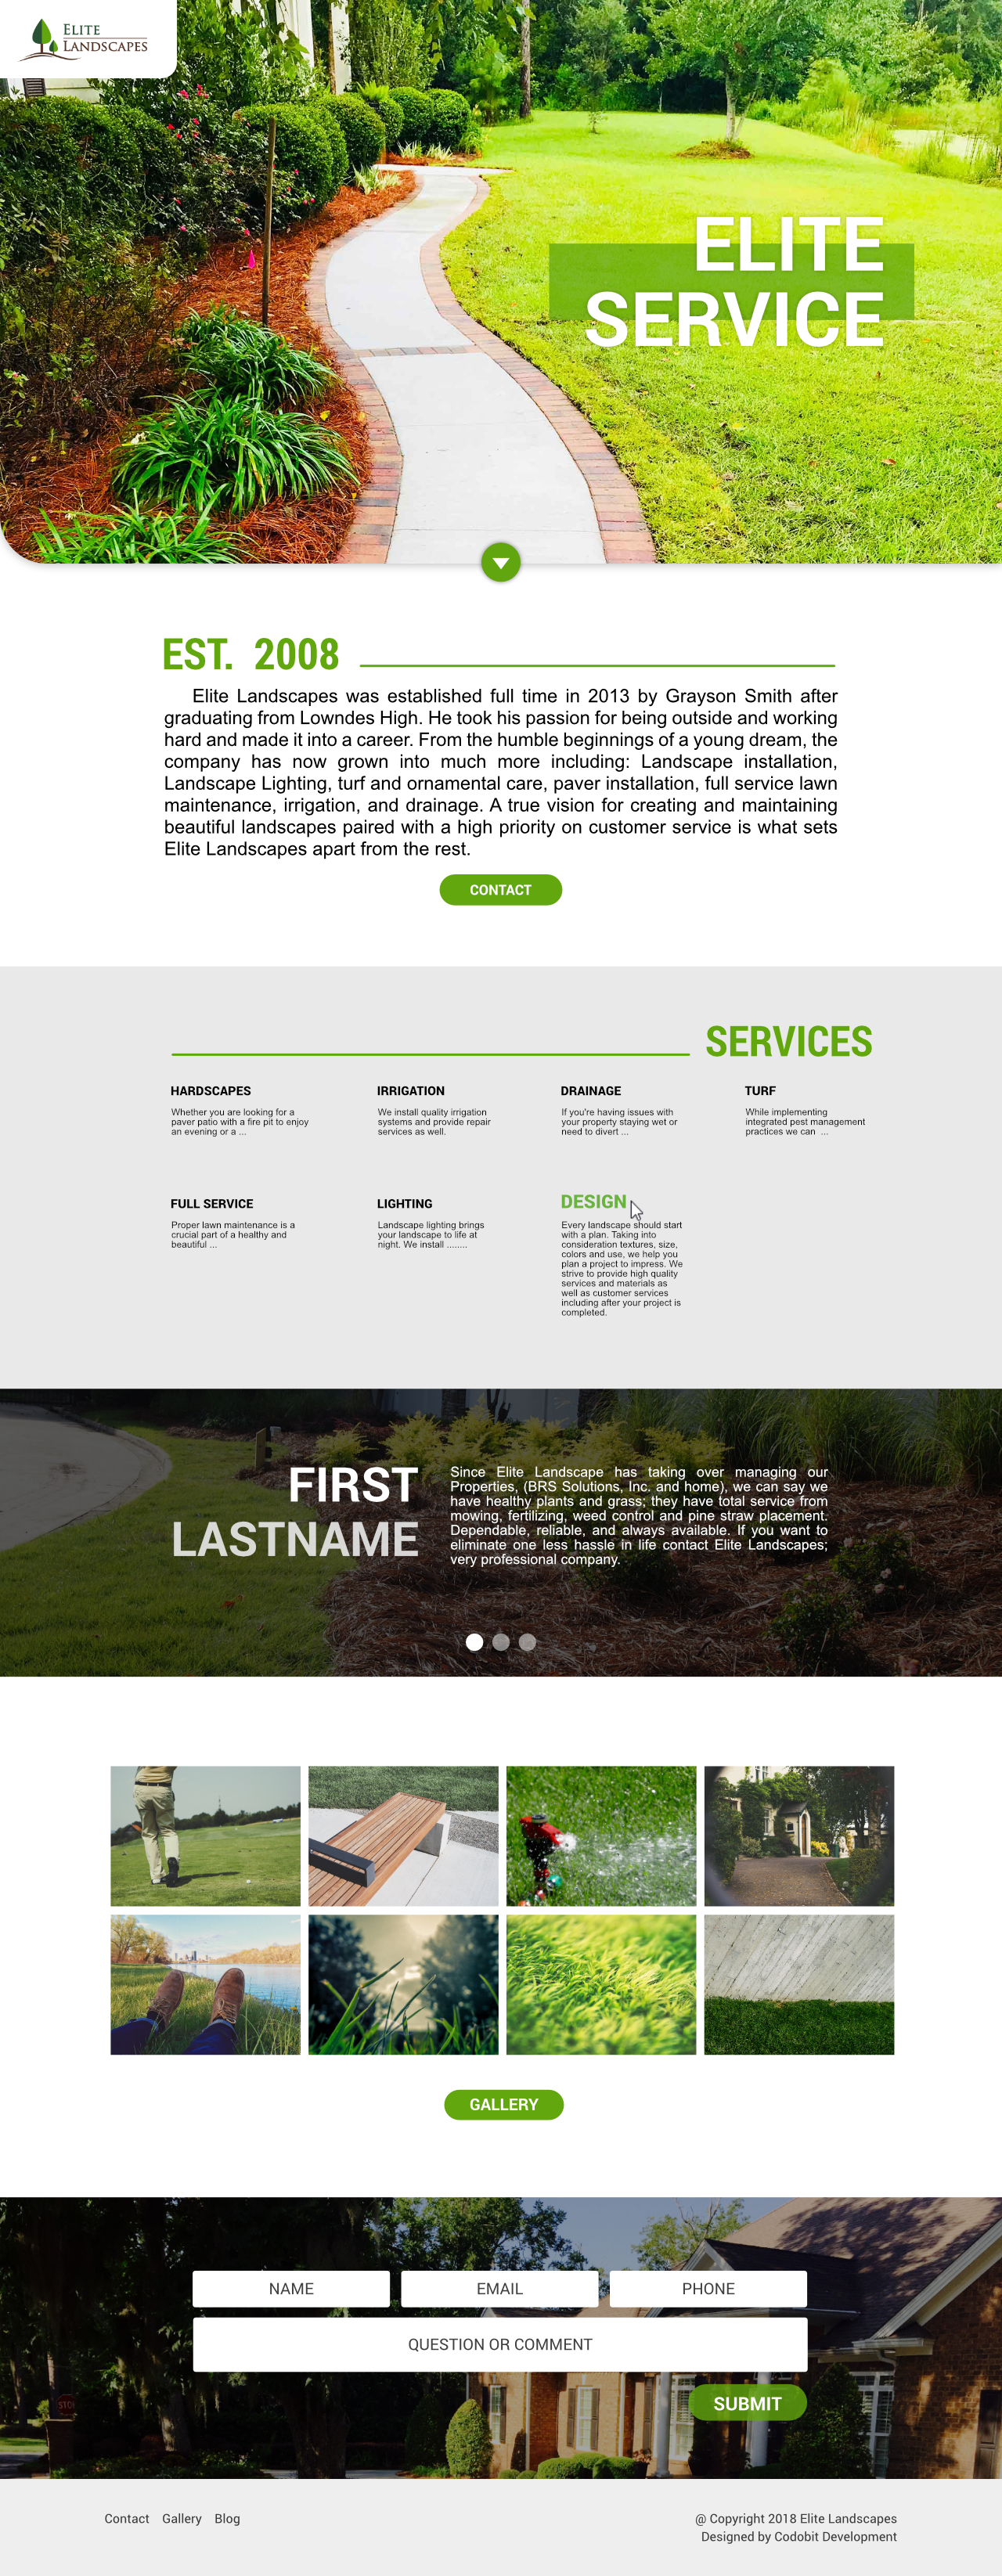 ELITE
LANDSCAPES
ELITE
SERVICE
EST. 2008
Elite Landscapes was established full time in 2013 by Grayson Smith after
graduating from Lowndes High. He took his passion for being outside and working
hard and made it into a career. From the humble beginnings of a young dream, the
company has now grown into much more including: Landscape installation,
Landscape Lighting, turf and ornamental care, paver installation, full service lawn
maintenance, irrigation, and drainage. A true vision for creating and maintaining
beautiful landscapes paired with a high priority on customer service is what sets
Elite Landscapes apart from the rest.
CONTACT
SERVICES
HARDSCAPES
Whether you are looking for a
paver patio with a fire pit to enjoy
an evening or a ...
IRRIGATION
We install quality irrigation
systems and provide repair
services as well.
DRAINAGE
If you're having issues with
your property staying wet or
need to divert ...
TURF
While implementing
integrated pest management
practices we can ...
FULL SERVICE
Proper lawn maintenance is a
crucial part of a healthy and
beautiful ...
LIGHTING
Landscape lighting brings
your landscape to life at
night. We install ........
DESIGN
Every landscape should start
with a plan. Taking into
consideration textures, size,
colors and use, we help you
plan a project to impress. We
strive to provide high quality
services and materials as
well as customer services
including after your project is
completed.
FIRST
LASTNAME
Since Elite Landscape has taking over managing our
Properties, (BRS Solutions, Inc. and home), we can say we
have healthy plants and grass; they have total service from
mowing, fertilizing, weed control and pine straw placement.
Dependable, reliable, and always available. If you want to
eliminate one less hassle in life contact Elite Landscapes;
very professional company.
GALLERY
NAME
EMAIL
PHONE
QUESTION OR COMMENT
STOP
SUBMIT
Contact Gallery Blog
@ Copyright 2018 Elite Landscapes
Designed by Codobit Development